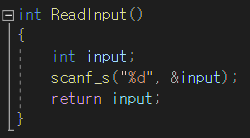 int ReadInput()
{
int input;
scanf_s("%d", &input);
return input;
}